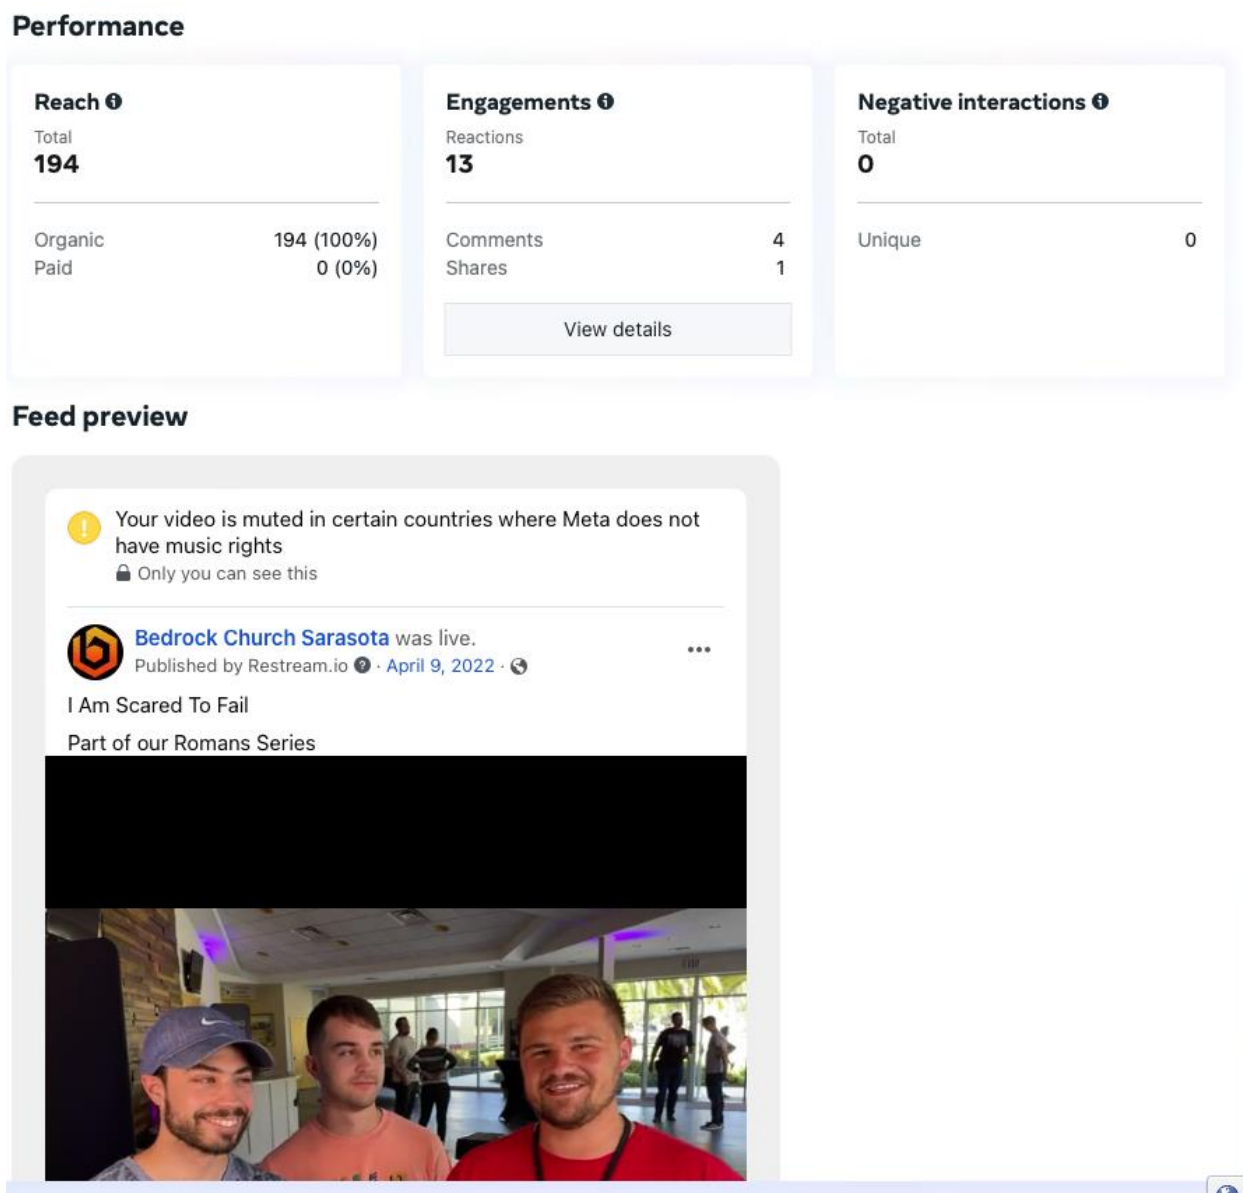 Performance
Reach
Total
194
Organic 194 (100%)
Paid 0 (0%)
Engagements
Reactions
13
Comments 4
Shares 1
View details
Negative interactions
Total
0
Unique 0
Feed preview
Your video is muted in certain countries where Meta does not
have music rights
Only you can see this
Bedrock Church Sarasota was live.
Published by Restream.io · April 9, 2022 ·
I Am Scared To Fail
Part of our Romans Series